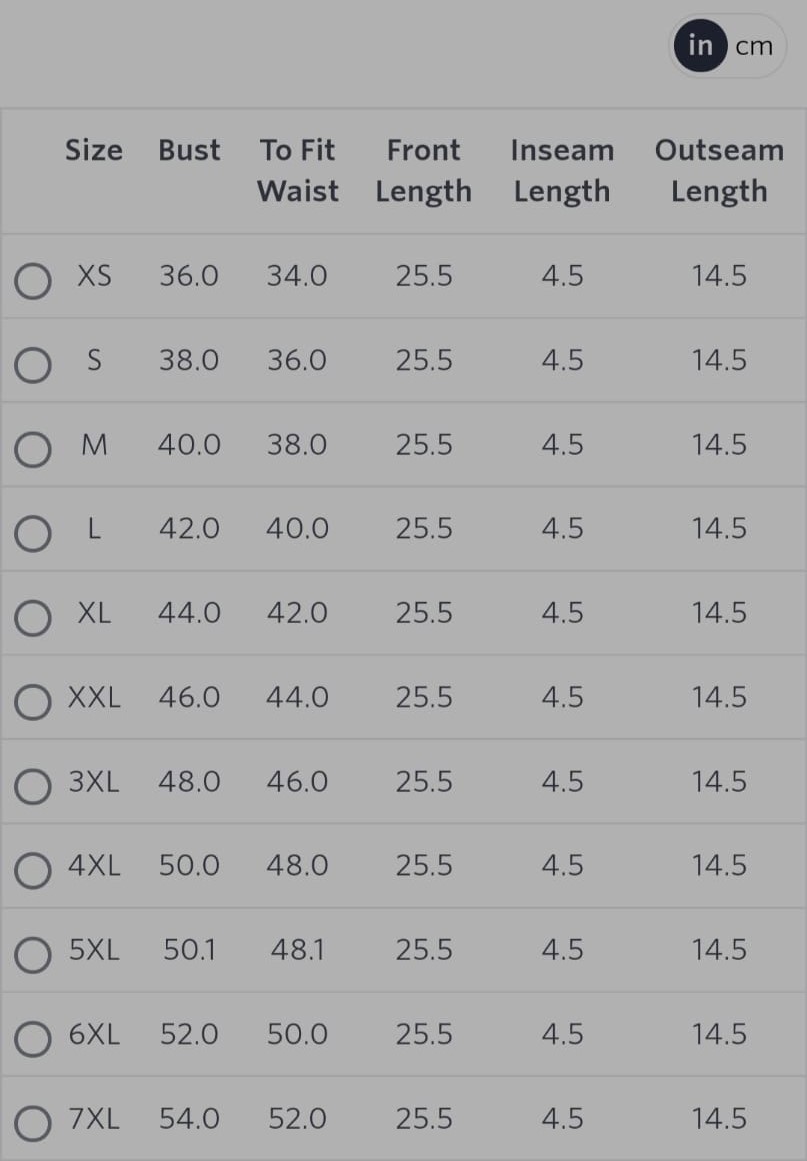 in cm
Size Bust To Fit Waist Front Length Inseam Length Outseam Length
XS 36.0 34.0 25.5 4.5 14.5
S 38.0 36.0 25.5 4.5 14.5
M 40.0 38.0 25.5 4.5 14.5
L 42.0 40.0 25.5 4.5 14.5
XL 44.0 42.0 25.5 4.5 14.5
XXL 46.0 44.0 25.5 4.5 14.5
3XL 48.0 46.0 25.5 4.5 14.5
4XL 50.0 48.0 25.5 4.5 14.5
5XL 50.1 48.1 25.5 4.5 14.5
6XL 52.0 50.0 25.5 4.5 14.5
7XL 54.0 52.0 25.5 4.5 14.5